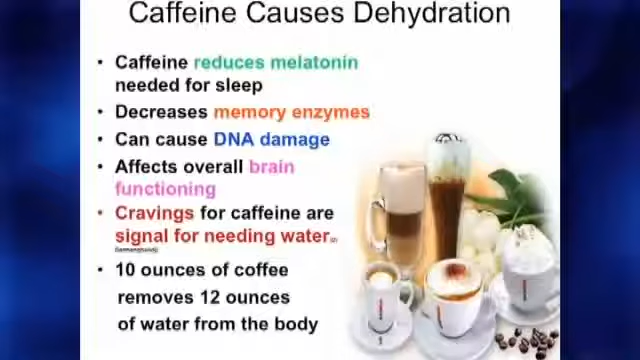 Caffeine Causes Dehydration
• Caffeine reduces melatonin
needed for sleep
• Decreases memory enzymes
• Can cause DNA damage
• Affects overall brain
functioning
• Cravings for caffeine are
signal for needing water
• 10 ounces of coffee
removes 12 ounces
of water from the body